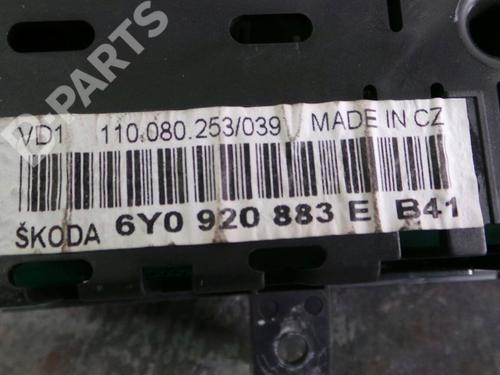 B-PARTS
VD1 110.080.253/039 MADE IN CZ
ŠKODA 6Y0 920 883 E B41